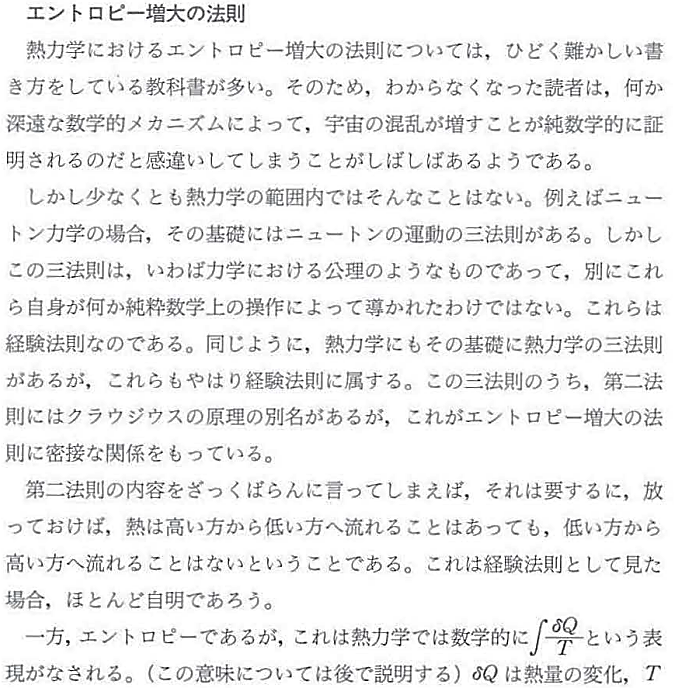 エントロピー増大の法則
熱力学におけるエントロピー増大の法則については，ひどく難かしい書
き方をしている教科書が多い。そのため，わからなくなった読者は，何か
深遠な数学的メカニズムによって，宇宙の混乱が増すことが純数学的に証
明されるのだと感違いしてしまうことがしばしばあるようである。
しかし少なくとも熱力学の範囲内ではそんなことはない。例えばニュー
トン力学の場合，その基礎にはニュートンの運動の三法則がある。しかし
この三法則は，いわば力学における公理のようなものであって，別にこれ
ら自身が何か純粋数学上の操作によって導かれたわけではない。これらは
経験法則なのである。同じように，熱力学にもその基礎に熱力学の三法則
があるが，これらもやはり経験法則に属する。この三法則のうち，第二法
則にはクラウジウスの原理の別名があるが，これがエントロピー増大の法
則に密接な関係をもっている。
第二法則の内容をざっくばらんに言ってしまえば，それは要するに，放
っておけば，熱は高い方から低い方へ流れることはあっても，低い方から
高い方へ流れることはないということである。これは経験法則として見た
場合，ほとんど自明であろう。
一方，エントロピーであるが，これは熱力学では数学的に∫δQ/Tという表
現がなされる。（この意味については後で説明する）δQは熱量の変化，T